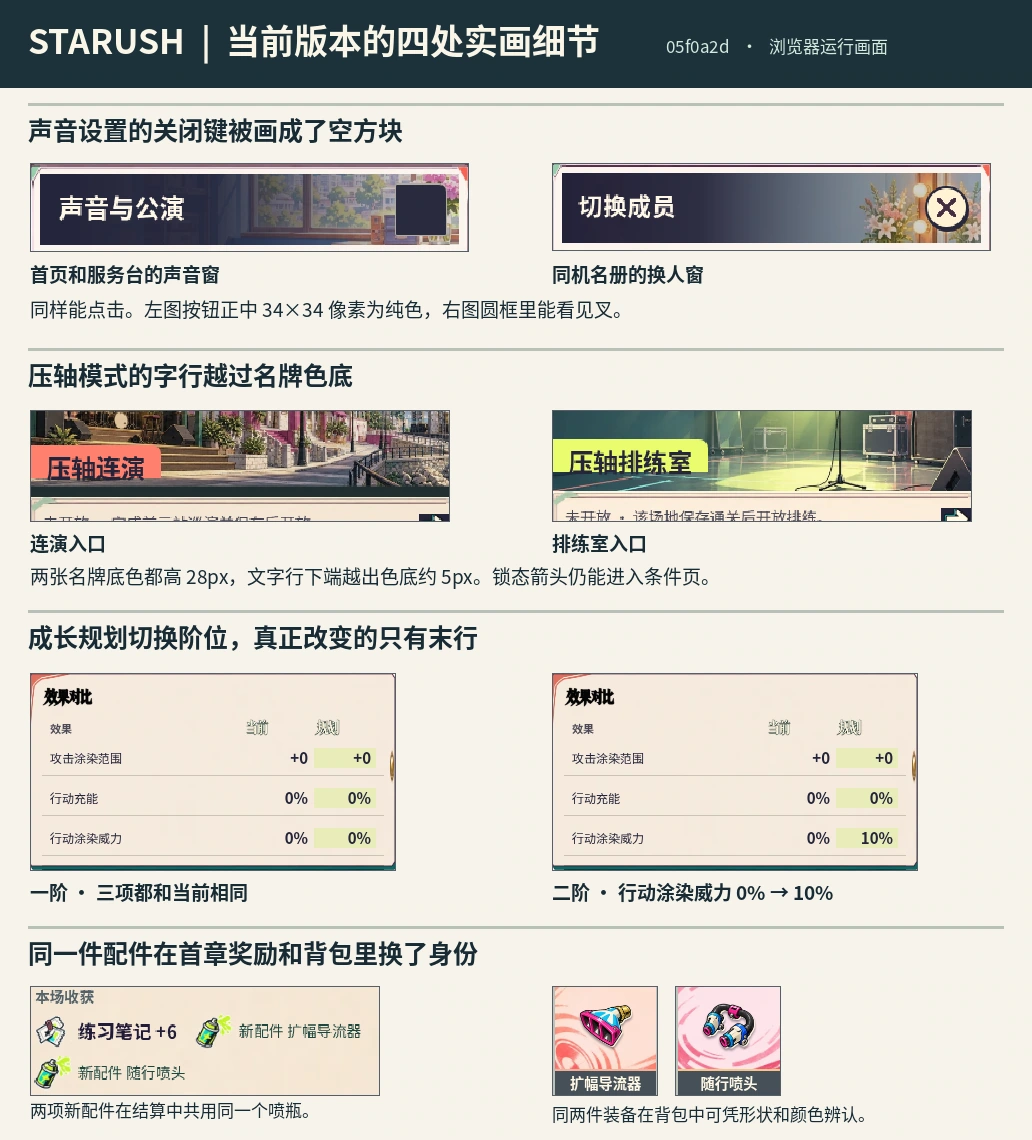 STARUSH | 当前版本的四处实画细节
05f0a2d · 浏览器运行画面
声音设置的关闭键被画成了空方块
声音与公演
切换成员
首页和服务台的声音窗
同机名册的换人窗
同样能点击。左图按钮正中 34×34 像素为纯色，右图圆框里能看见叉。
压轴模式的字行越过名牌色底
压轴连演
压轴排练室
未开放 · 完成前三站巡演并保存后开放
未开放 · 该场地保存通关后开放排练。
连演入口
排练室入口
两张名牌底色都高 28px，文字行下端越出色底约 5px。锁态箭头仍能进入条件页。
成长规划切换阶位，真正改变的只有末行
效果对比
效果 当前 规划
攻击涂染范围 +0 +0
行动充能 0% 0%
行动涂染威力 0% 0%
效果对比
效果 当前 规划
攻击涂染范围 +0 +0
行动充能 0% 0%
行动涂染威力 0% 10%
一阶 · 三项都和当前相同
二阶 · 行动涂染威力 0% → 10%
同一件配件在首章奖励和背包里换了身份
本场收获
练习笔记 +6 新配件 扩幅导流器
新配件 随行喷头
扩幅导流器
随行喷头
两项新配件在结算中共用同一个喷瓶。
同两件装备在背包中可凭形状和颜色辨认。